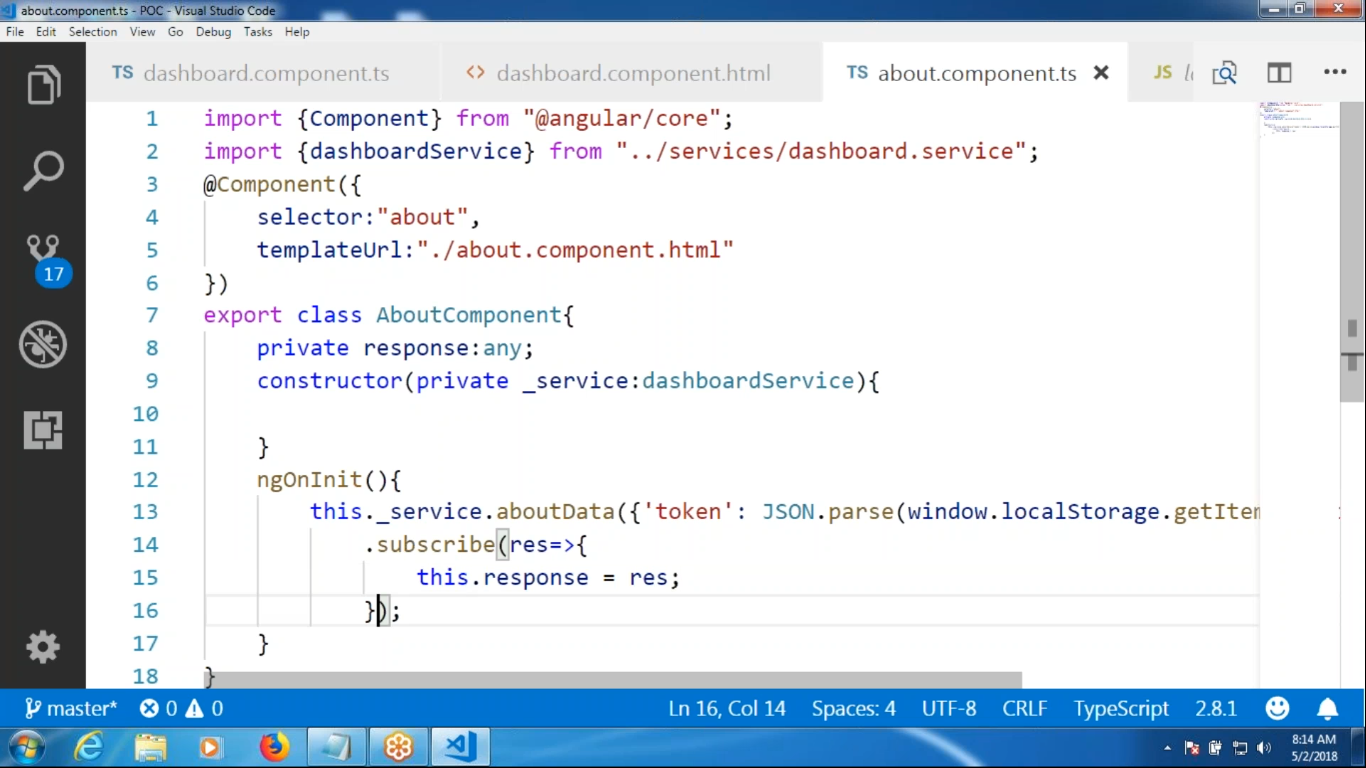 about.component.ts - POC - Visual Studio Code
File Edit Selection View Go Debug Tasks Help
TS dashboard.component.ts <> dashboard.component.html TS about.component.ts JS
1 import {Component} from "@angular/core";
2 import {dashboardService} from "../services/dashboard.service";
3 @Component({
4 selector:"about",
5 templateUrl:"./about.component.html"
6 })
7 export class AboutComponent{
8 private response:any;
9 constructor(private _service:dashboardService){
10
11 }
12 ngOnInit(){
13 this._service.aboutData({'token': JSON.parse(window.localStorage.getItem
14 .subscribe(res=>{
15 this.response = res;
16 });
17 }
18 }
17
master* 0 0 Ln 16, Col 14 Spaces: 4 UTF-8 CRLF TypeScript 2.8.1
8:14 AM
5/2/2018